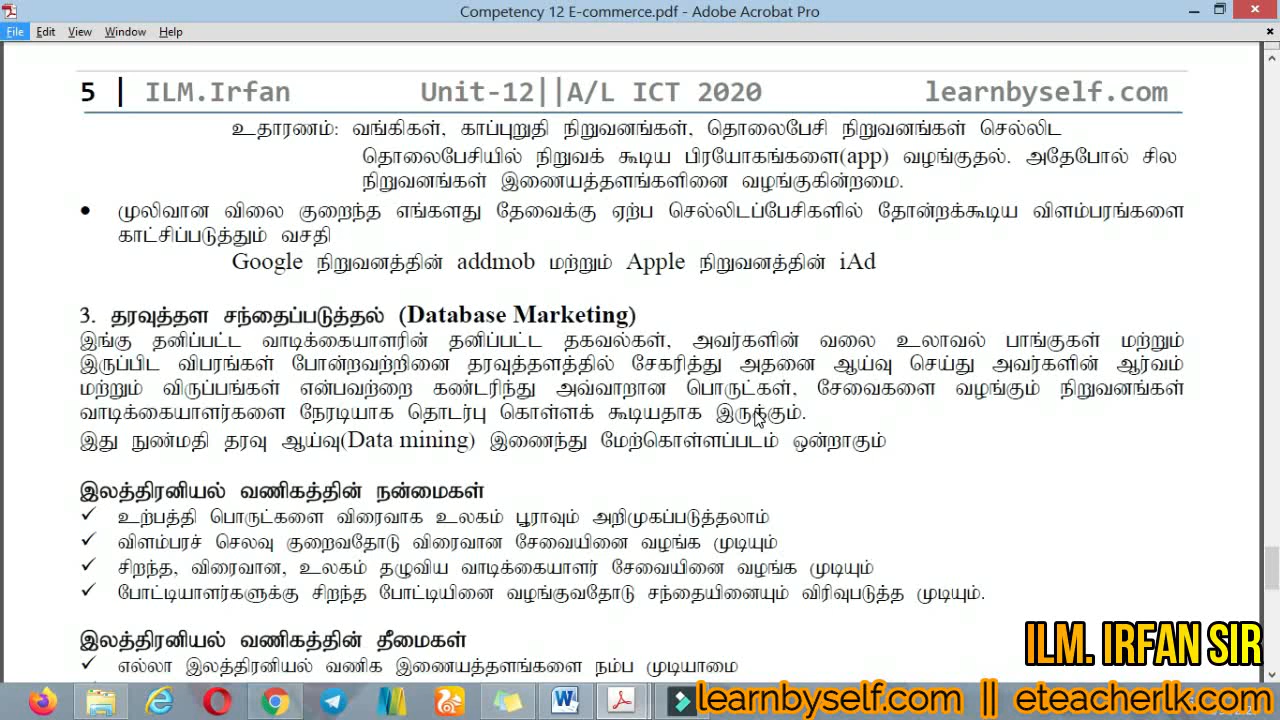 Competency 12 E-commerce.pdf - Adobe Acrobat Pro
File Edit View Window Help
5 | ILM.Irfan Unit-12||A/L ICT 2020 learnbyself.com
உதாரணம்: வங்கிகள், காப்புறுதி நிறுவனங்கள், தொலைபேசி நிறுவனங்கள் செல்லிட
தொலைபேசியில் நிறுவக் கூடிய பிரயோகங்களை(app) வழங்குதல். அதேபோல் சில
நிறுவனங்கள் இணையத்தளங்களினை வழங்குகின்றமை.
• முலிவான விலை குறைந்த எங்களது தேவைக்கு ஏற்ப செல்லிடப்பேசிகளில் தோன்றக்கூடிய விளம்பரங்களை
காட்சிப்படுத்தும் வசதி
Google நிறுவனத்தின் addmob மற்றும் Apple நிறுவனத்தின் iAd
3. தரவுத்தள சந்தைப்படுத்தல் (Database Marketing)
இங்கு தனிப்பட்ட வாடிக்கையாளரின் தனிப்பட்ட தகவல்கள், அவர்களின் வலை உலாவல் பாங்குகள் மற்றும்
இருப்பிட விபரங்கள் போன்றவற்றினை தரவுத்தளத்தில் சேகரித்து அதனை ஆய்வு செய்து அவர்களின் ஆர்வம்
மற்றும் விருப்பங்கள் என்பவற்றை கண்டரிந்து அவ்வாறான பொருட்கள், சேவைகளை வழங்கும் நிறுவனங்கள்
வாடிக்கையாளர்களை நேரடியாக தொடர்பு கொள்ளக் கூடியதாக இருக்கும்.
இது நுண்மதி தரவு ஆய்வு(Data mining) இணைந்து மேற்கொள்ளப்படம் ஒன்றாகும்
இலத்திரனியல் வணிகத்தின் நன்மைகள்
✓ உற்பத்தி பொருட்களை விரைவாக உலகம் பூராவும் அறிமுகப்படுத்தலாம்
✓ விளம்பரச் செலவு குறைவதோடு விரைவான சேவையினை வழங்க முடியும்
✓ சிறந்த, விரைவான, உலகம் தழுவிய வாடிக்கையாளர் சேவையினை வழங்க முடியும்
✓ போட்டியாளர்களுக்கு சிறந்த போட்டியினை வழங்குவதோடு சந்தையினையும் விரிவுபடுத்த முடியும்.
இலத்திரனியல் வணிகத்தின் தீமைகள்
✓ எல்லா இலத்திரனியல் வணிக இணையத்தளங்களை நம்ப முடியாமை
ILM. IRFAN SIR
learnbyself.com || eteacherlk.com